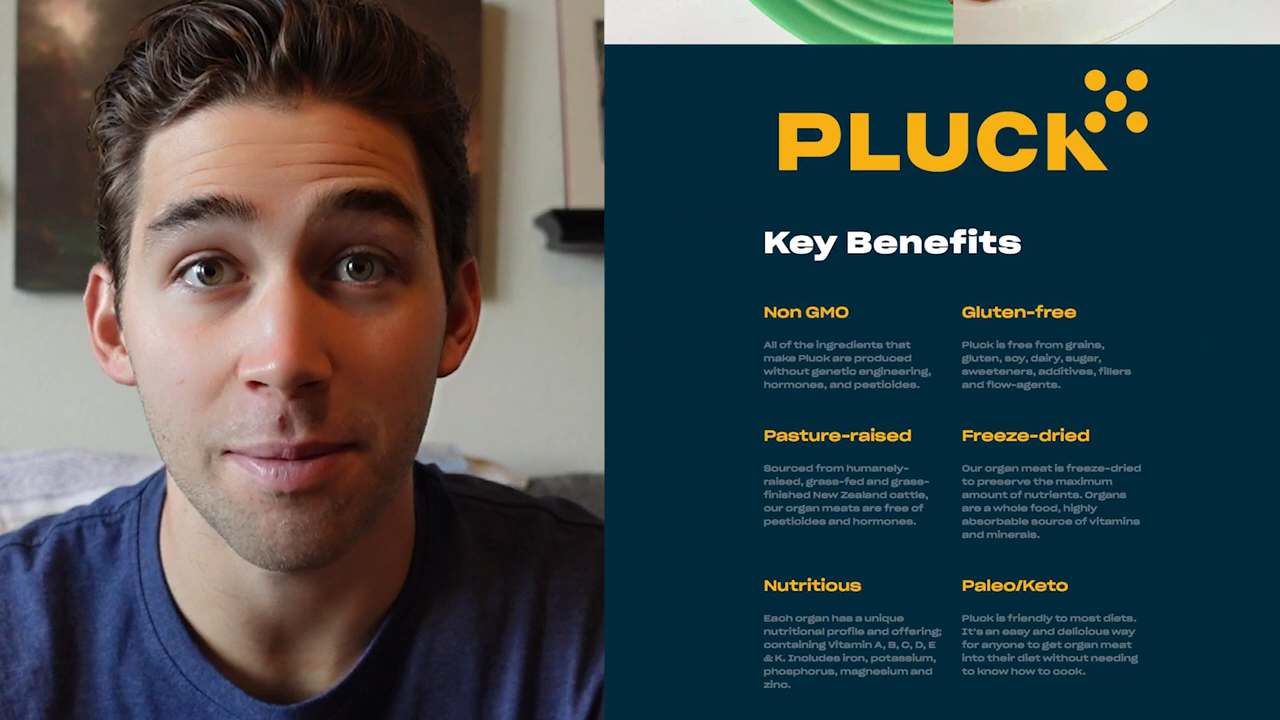 PLUCK
Key Benefits
Non GMO
All of the ingredients that
make Pluck are produced
without genetic engineering,
hormones, and pesticides.
Gluten-free
Pluck is free from grains,
gluten, soy, dairy, sugar,
sweeteners, additives, fillers
and flow-agents.
Pasture-raised
Sourced from humanely-
raised, grass-fed and grass-
finished New Zealand cattle,
our organ meats are free of
pesticides and hormones.
Freeze-dried
Our organ meat is freeze-dried
to preserve the maximum
amount of nutrients. Organs
are a whole food, highly
absorbable source of vitamins
and minerals.
Nutritious
Each organ has a unique
nutritional profile and offering;
containing Vitamin A, B, C, D, E
& K. Includes iron, potassium,
phosphorus, magnesium and
zinc.
Paleo/Keto
Pluck is friendly to most diets.
It's an easy and delicious way
for anyone to get organ meat
into their diet without needing
to know how to cook.